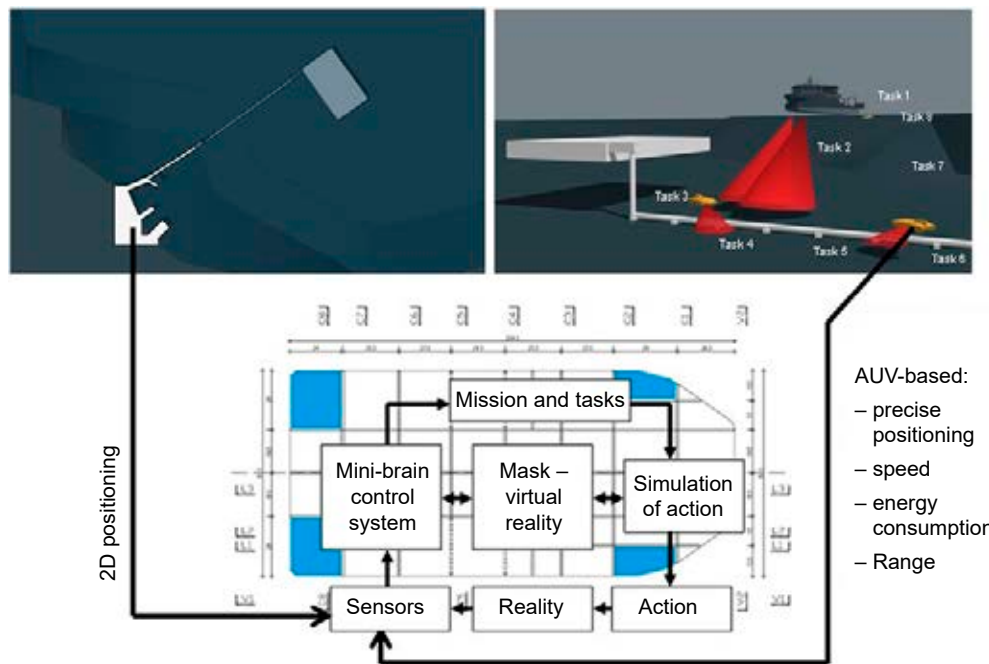 Task 1
Task 8
Task 2
Task 7
Task 3
Task 4
Task 5
Task 6
AUV-based:
– precise
positioning
– speed
– energy
consumption
– Range
2D positioning
Mission and tasks
Mini-brain
control
system
Mask –
virtual
reality
Simulation
of action
Sensors
Reality
Action